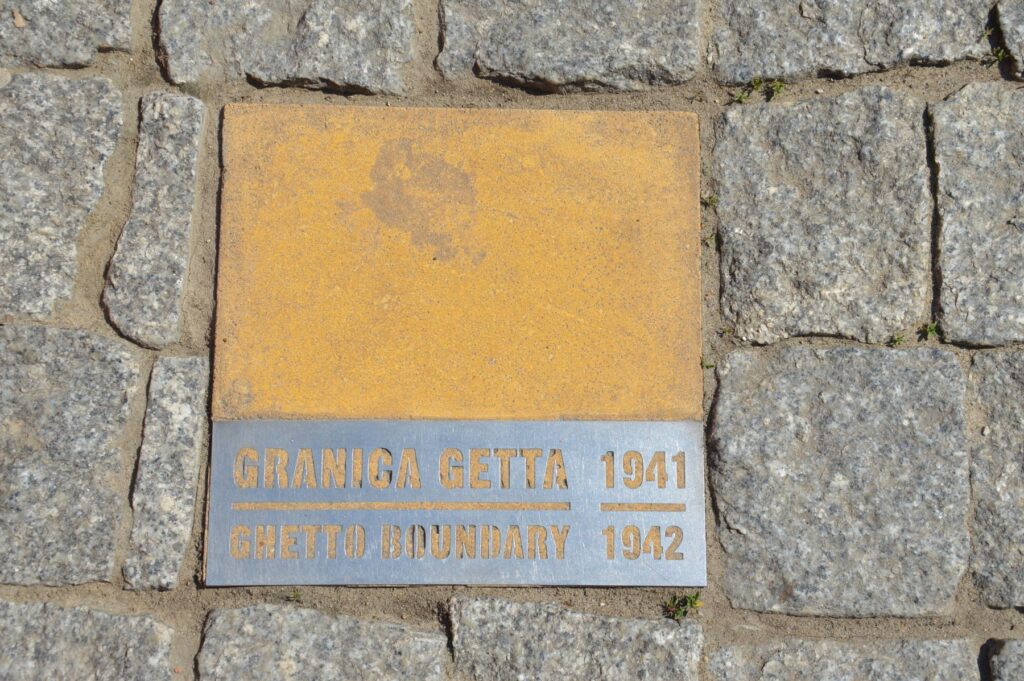 GRANICA GETTA 1941
GHETTO BOUNDARY 1942